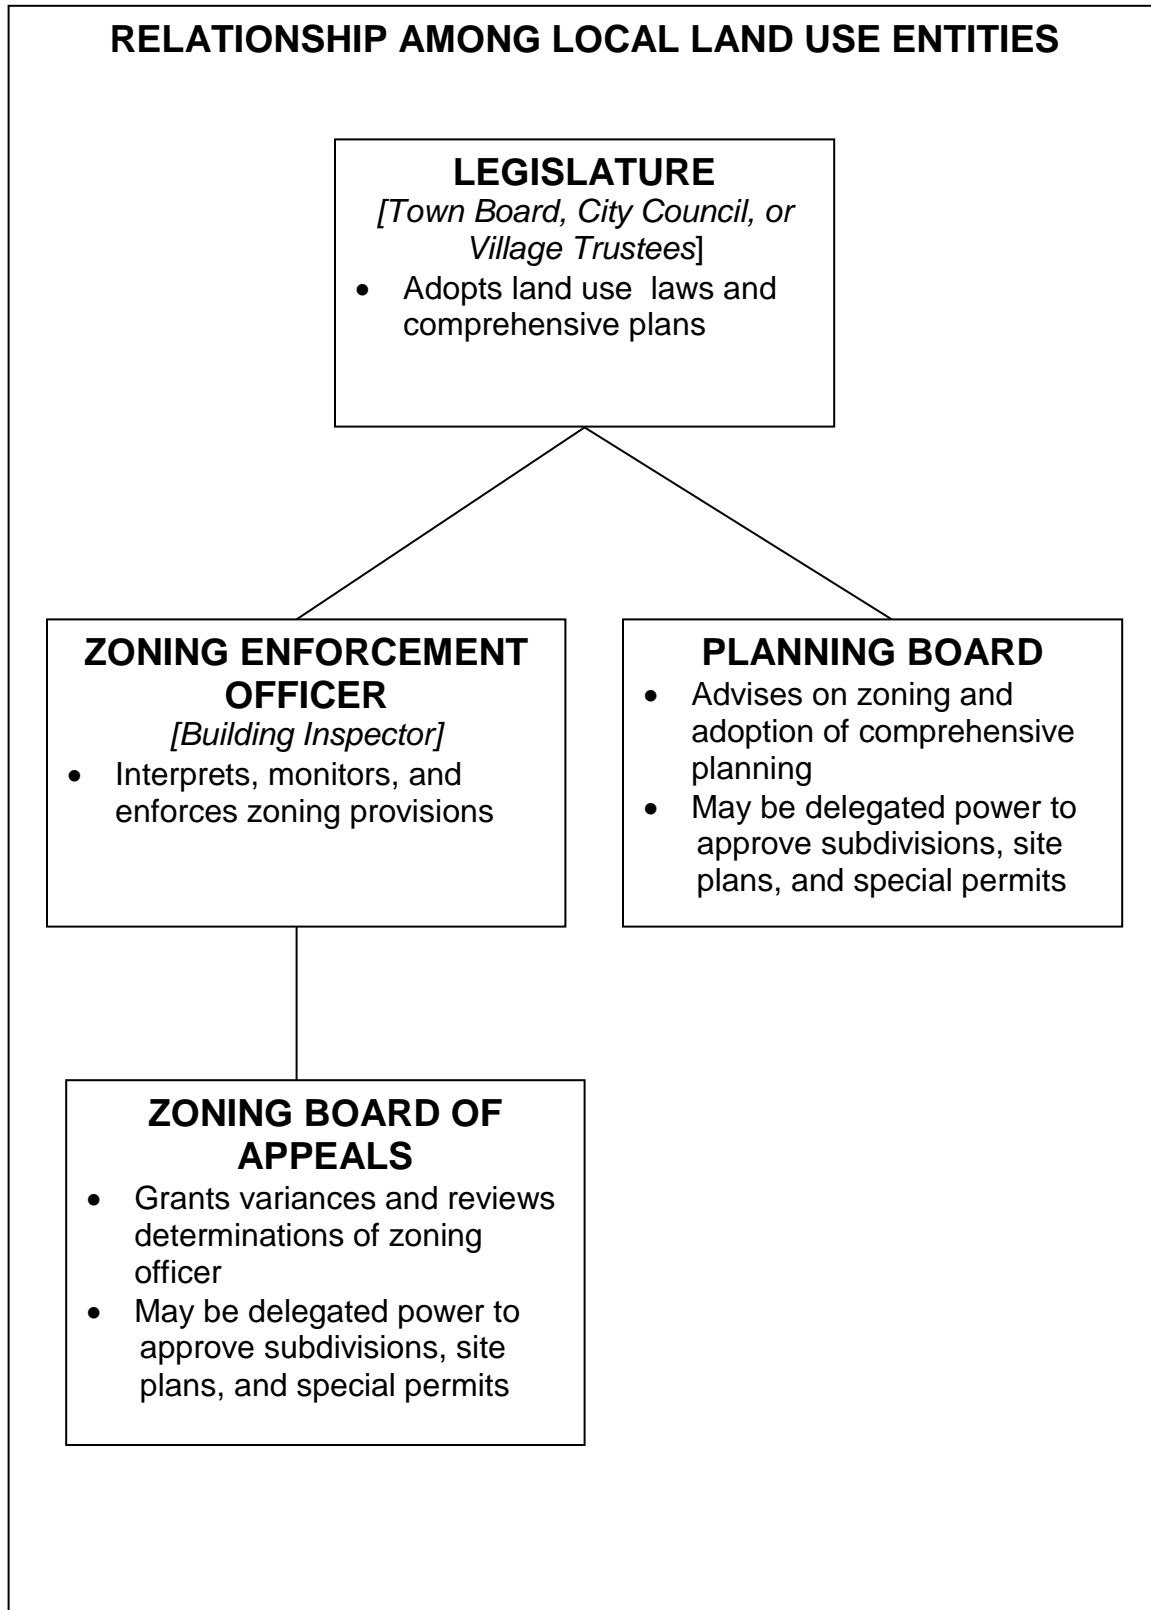 RELATIONSHIP AMONG LOCAL LAND USE ENTITIES
LEGISLATURE
[Town Board, City Council, or
Village Trustees]
• Adopts land use laws and
comprehensive plans
ZONING ENFORCEMENT
OFFICER
[Building Inspector]
• Interprets, monitors, and
enforces zoning provisions
PLANNING BOARD
• Advises on zoning and
adoption of comprehensive
planning
• May be delegated power to
approve subdivisions, site
plans, and special permits
ZONING BOARD OF
APPEALS
• Grants variances and reviews
determinations of zoning
officer
• May be delegated power to
approve subdivisions, site
plans, and special permits